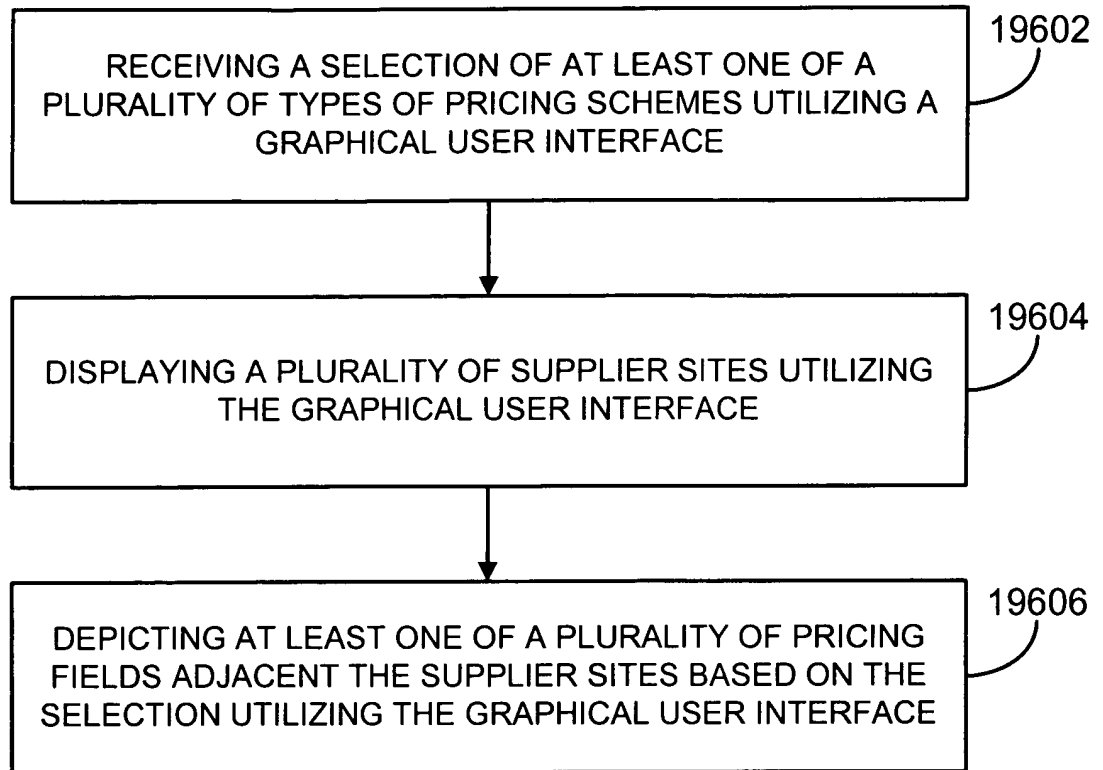 19602
RECEIVING A SELECTION OF AT LEAST ONE OF A
PLURALITY OF TYPES OF PRICING SCHEMES UTILIZING A
GRAPHICAL USER INTERFACE
19604
DISPLAYING A PLURALITY OF SUPPLIER SITES UTILIZING
THE GRAPHICAL USER INTERFACE
19606
DEPICTING AT LEAST ONE OF A PLURALITY OF PRICING
FIELDS ADJACENT THE SUPPLIER SITES BASED ON THE
SELECTION UTILIZING THE GRAPHICAL USER INTERFACE